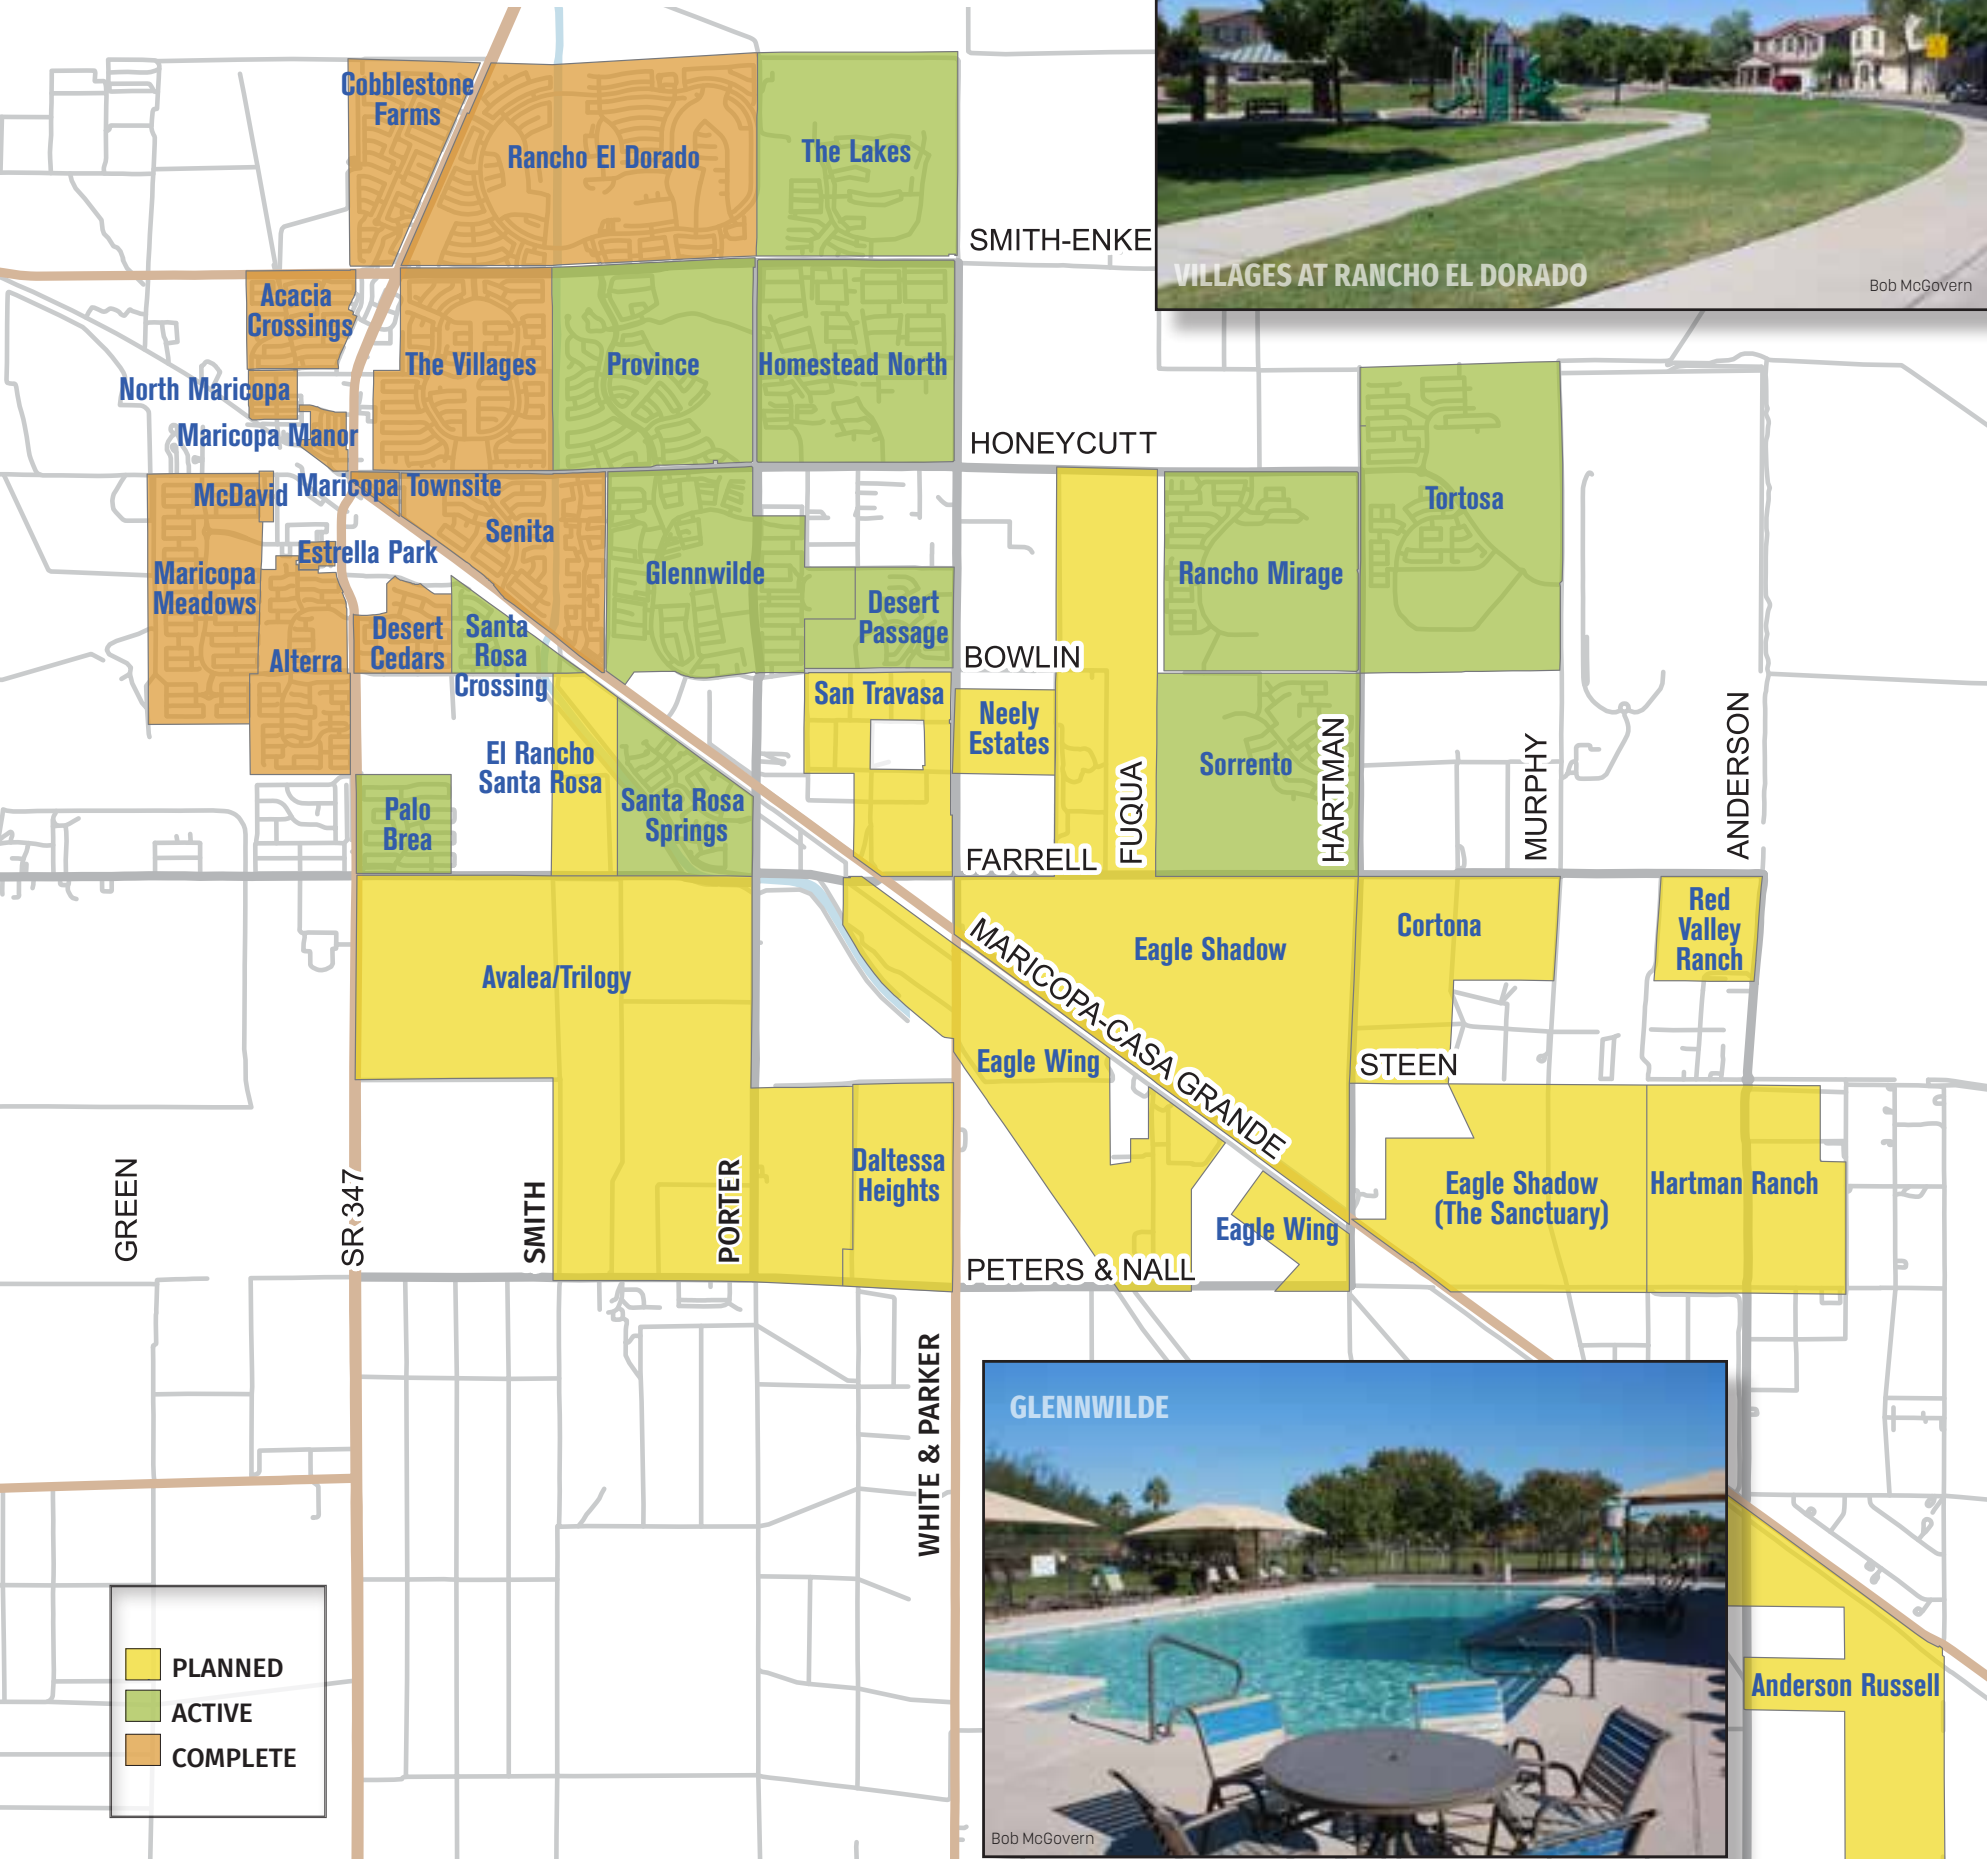 Cobblestone
Farms
Rancho El Dorado
The Lakes
SMITH-ENKE
VILLAGES AT RANCHO EL DORADO
Bob McGovern
Acacia
Crossings
The Villages
Province
Homestead North
North Maricopa
Maricopa Manor
HONEYCUTT
McDavid
Maricopa Townsite
Senita
Tortosa
Estrella Park
Maricopa
Meadows
Glennwilde
Rancho Mirage
Desert
Passage
Desert
Cedars
Santa
Rosa
Crossing
Alterra
BOWLIN
San Travasa
Neely
Estates
El Rancho
Santa Rosa
Sorrento
HARTMAN
FUQUA
MURPHY
ANDERSON
Palo
Brea
Santa Rosa
Springs
FARRELL
Avalea/Trilogy
MARICOPA-CASA GRANDE
Eagle Shadow
Cortona
Red
Valley
Ranch
Eagle Wing
STEEN
Daltessa
Heights
Eagle Shadow
(The Sanctuary)
Hartman Ranch
Eagle Wing
GREEN
SR 347
SMITH
PORTER
PETERS & NALL
WHITE & PARKER
GLENNWILDE
Bob McGovern
PLANNED
ACTIVE
COMPLETE
Anderson Russell